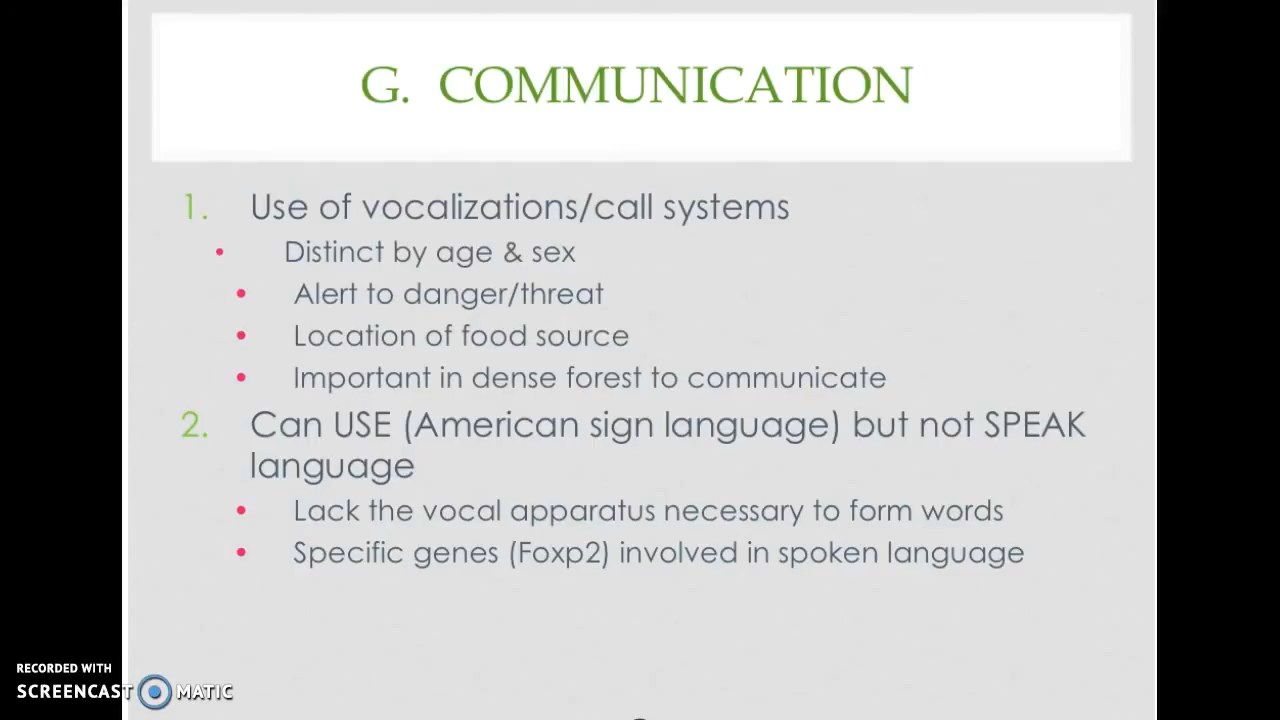 G. COMMUNICATION
1. Use of vocalizations/call systems
• Distinct by age & sex
• Alert to danger/threat
• Location of food source
• Important in dense forest to communicate
2. Can USE (American sign language) but not SPEAK
language
• Lack the vocal apparatus necessary to form words
• Specific genes (Foxp2) involved in spoken language
RECORDED WITH
SCREENCAST MATIC